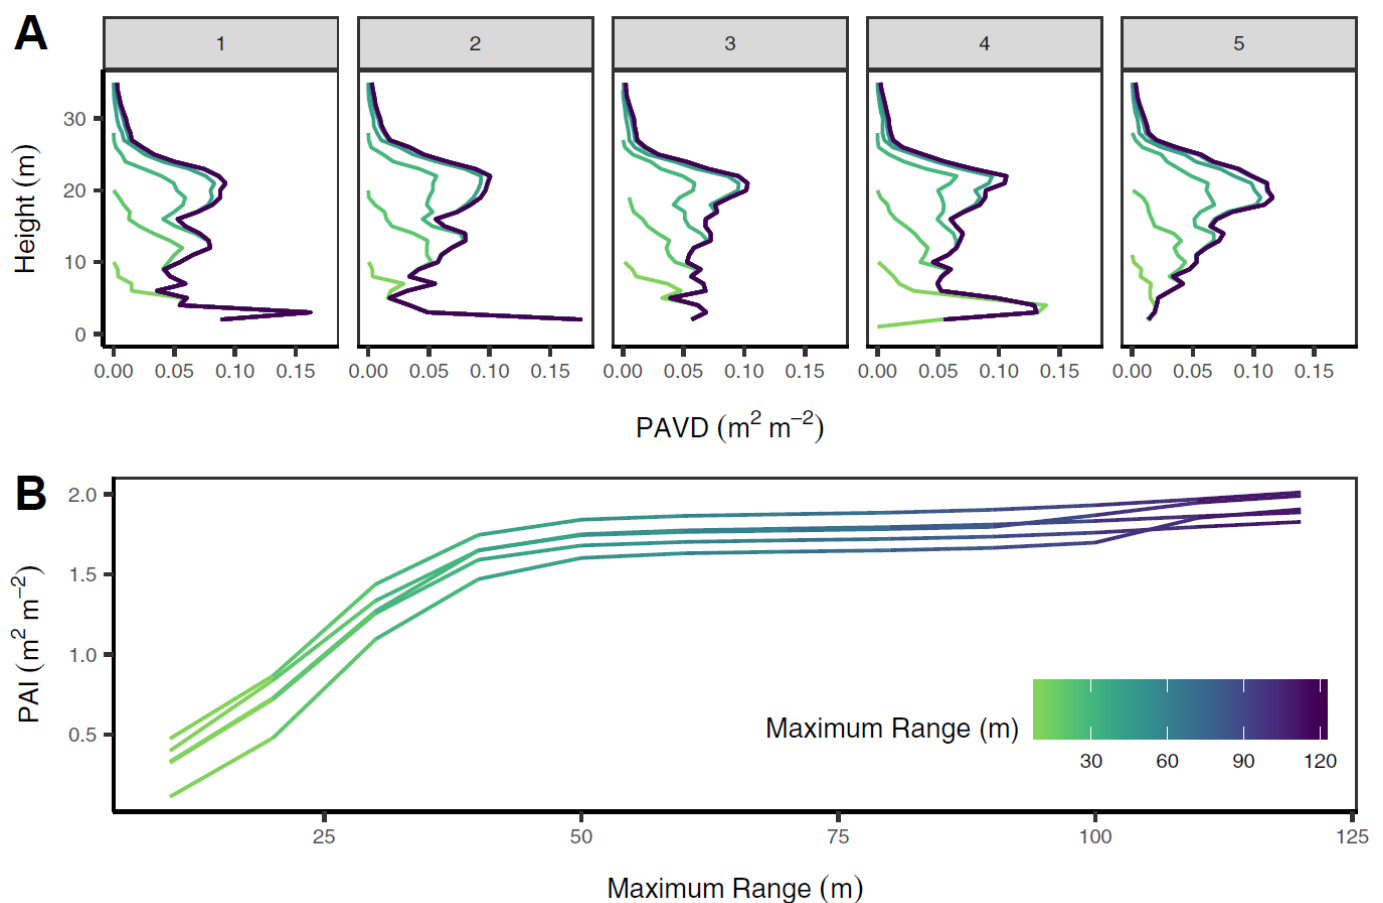 A
1 2 3 4 5
Height (m)
30
20
10
0
0.00 0.05 0.10 0.15 0.00 0.05 0.10 0.15 0.00 0.05 0.10 0.15 0.00 0.05 0.10 0.15 0.00 0.05 0.10 0.15
PAVD (m² m⁻²)
B
PAI (m² m⁻²)
2.0
1.5
1.0
0.5
Maximum Range (m)
30 60 90 120
25 50 75 100 125
Maximum Range (m)